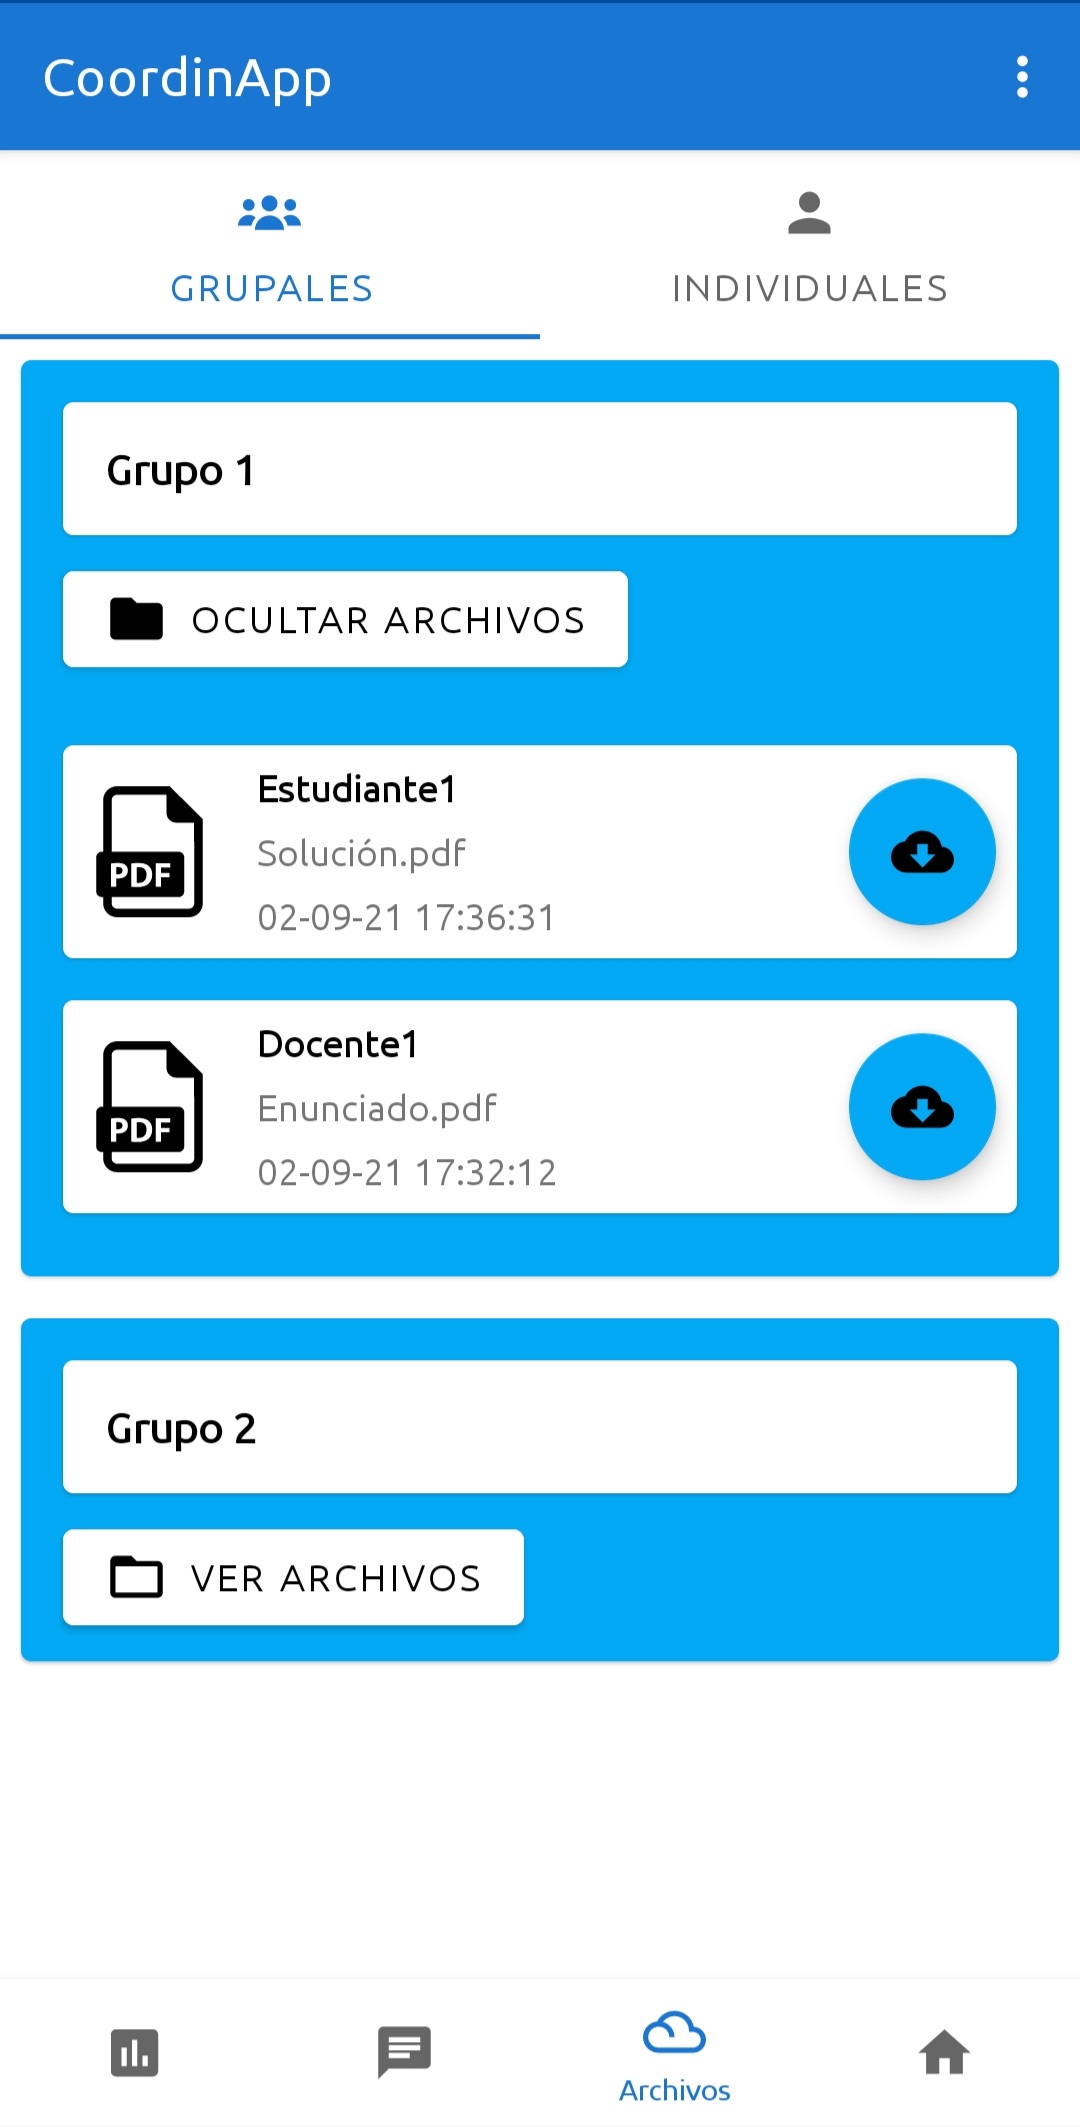 CoordinApp
GRUPALES
INDIVIDUALES
Grupo 1
OCULTAR ARCHIVOS
Estudiante1
Solución.pdf
02-09-21 17:36:31
PDF
Docente1
Enunciado.pdf
02-09-21 17:32:12
PDF
Grupo 2
VER ARCHIVOS
Archivos